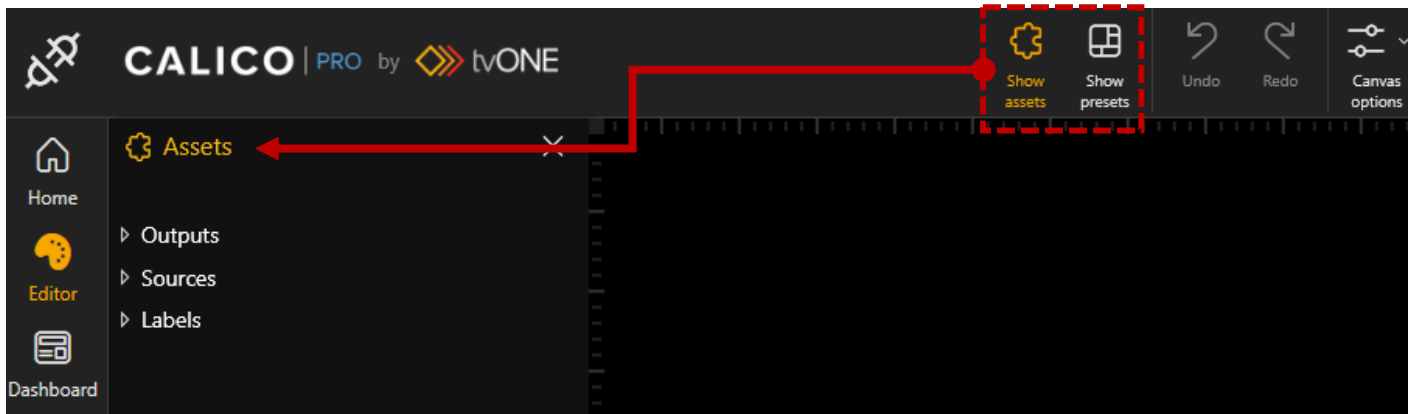 CALICO | PRO by tvONE
Show assets
Show presets
Undo
Redo
Canvas options
Home
Editor
Dashboard
Assets
Outputs
Sources
Labels